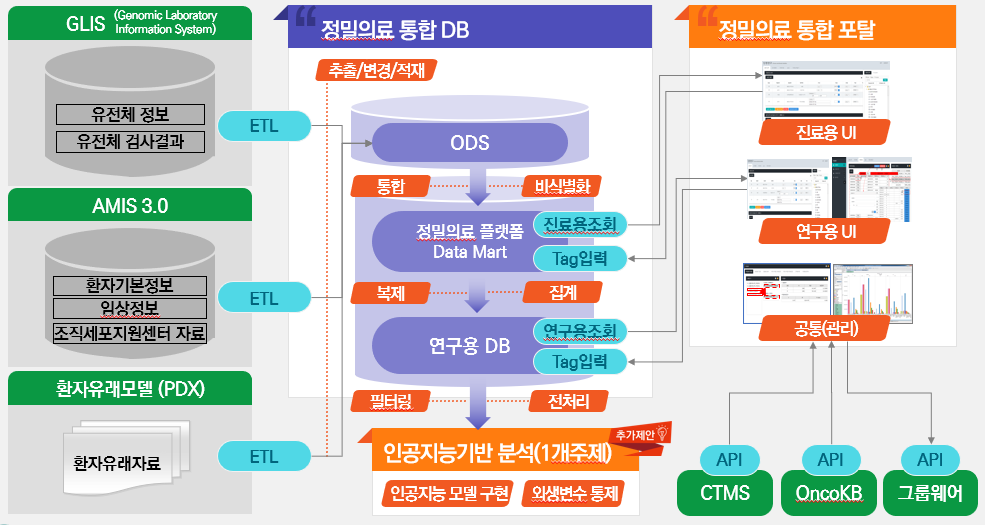 GLIS (Genomic Laboratory
Information System)
유전체 정보
유전체 검사결과
AMIS 3.0
환자기본정보
임상정보
조직세포지원센터 자료
환자유래모델 (PDX)
환자유래자료
ETL
ETL
ETL
정밀의료 통합 DB
추출/변경/적재
ODS
통합
비식별화
정밀의료 플랫폼
Data Mart
진료용조회
Tag입력
복제
집계
연구용 DB
연구용조회
Tag입력
필터링
전처리
추가제안
인공지능기반 분석(1개주제)
인공지능 모델 구현
외생변수 통제
정밀의료 통합 포탈
진료용 UI
연구용 UI
공통(관리)
API
API
API
CTMS
OncoKB
그룹웨어